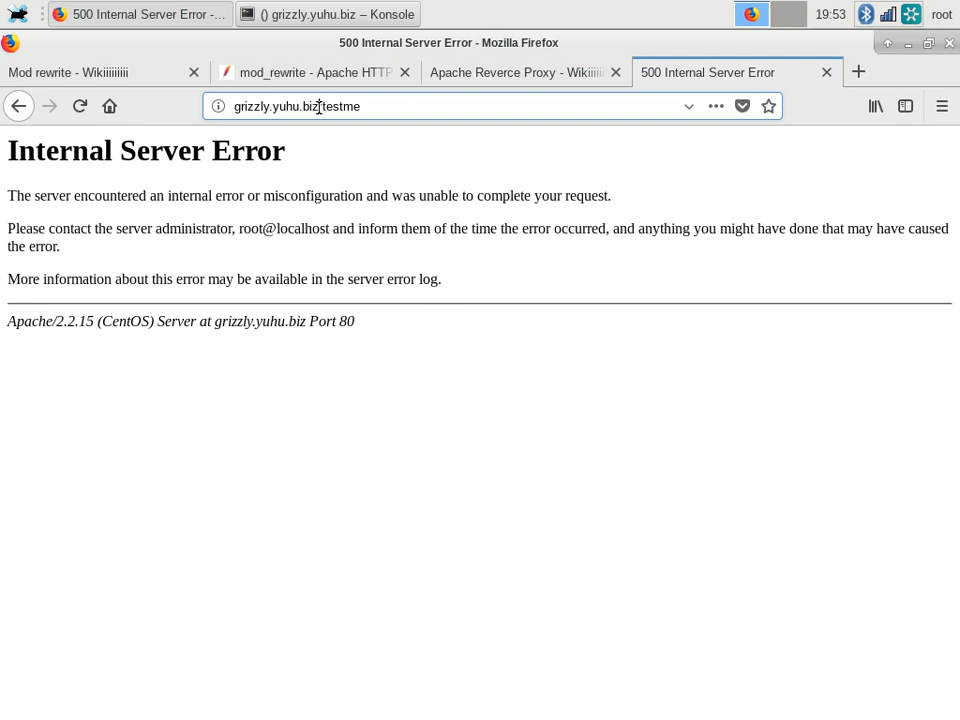 500 Internal Server Error -...
() grizzly.yuhu.biz – Konsole
19:53
root
500 Internal Server Error - Mozilla Firefox
Mod rewrite - Wikiiiiiiiii
mod_rewrite - Apache HTTP
Apache Reverce Proxy - Wikiiiiii
500 Internal Server Error
grizzly.yuhu.biz/testme
Internal Server Error
The server encountered an internal error or misconfiguration and was unable to complete your request.
Please contact the server administrator, root@localhost and inform them of the time the error occurred, and anything you might have done that may have caused
the error.
More information about this error may be available in the server error log.
Apache/2.2.15 (CentOS) Server at grizzly.yuhu.biz Port 80